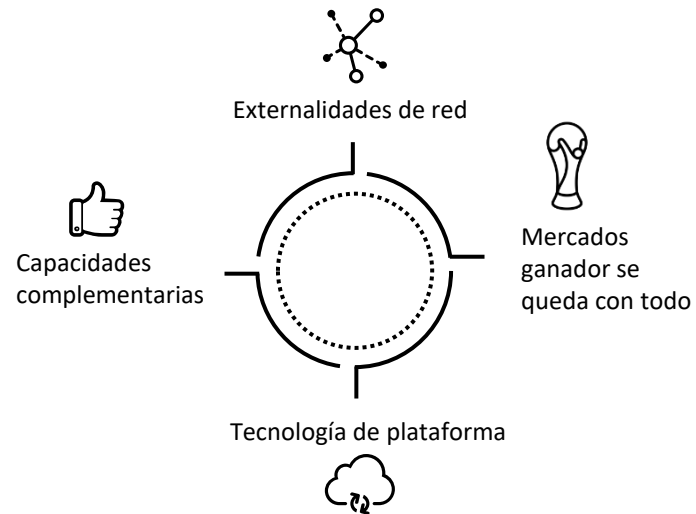 Externalidades de red
Capacidades
complementarias
Mercados
ganador se
queda con todo
Tecnología de plataforma